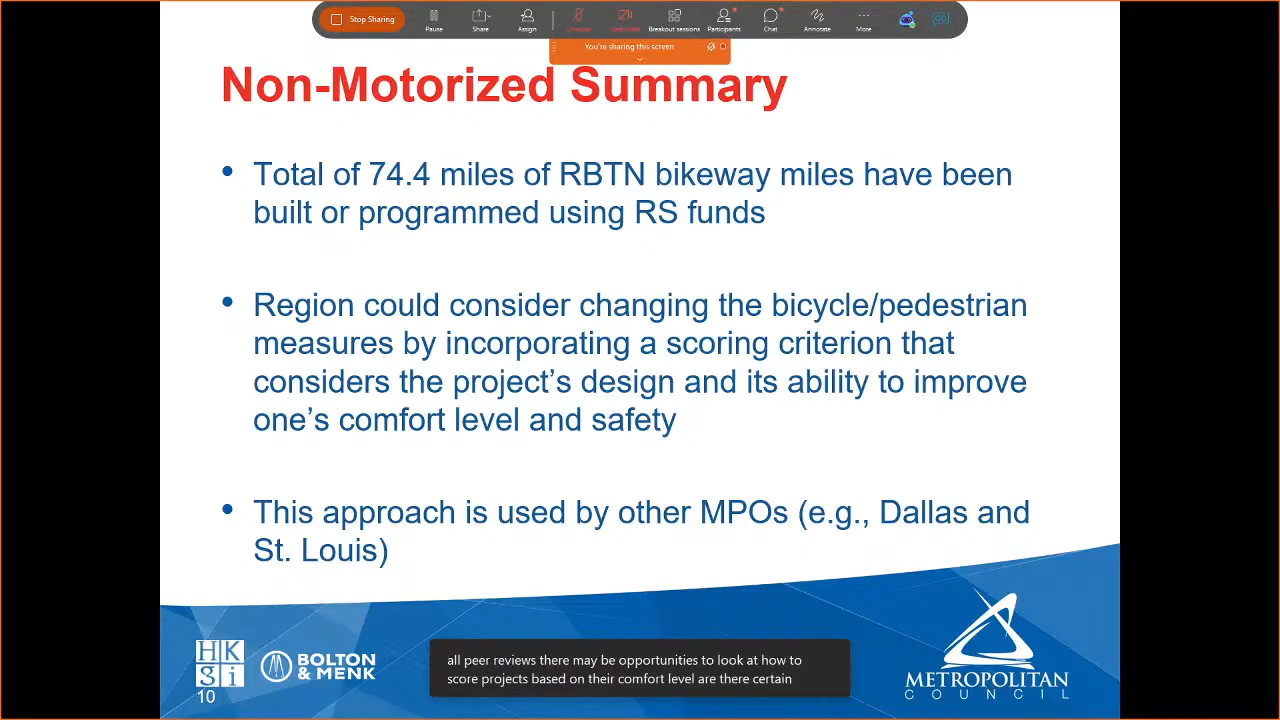 Stop Sharing
Pause
Share
Assign
Breakout sessions
Participants
Chat
Annotate
More
You're sharing this screen
Non-Motorized Summary
• Total of 74.4 miles of RBTN bikeway miles have been
built or programmed using RS funds
• Region could consider changing the bicycle/pedestrian
measures by incorporating a scoring criterion that
considers the project's design and its ability to improve
one's comfort level and safety
• This approach is used by other MPOs (e.g., Dallas and
St. Louis)
HK
gi
10
BOLTON
& MENK
all peer reviews there may be opportunities to look at how to
score projects based on their comfort level are there certain
METROPOLITAN
COUNCIL